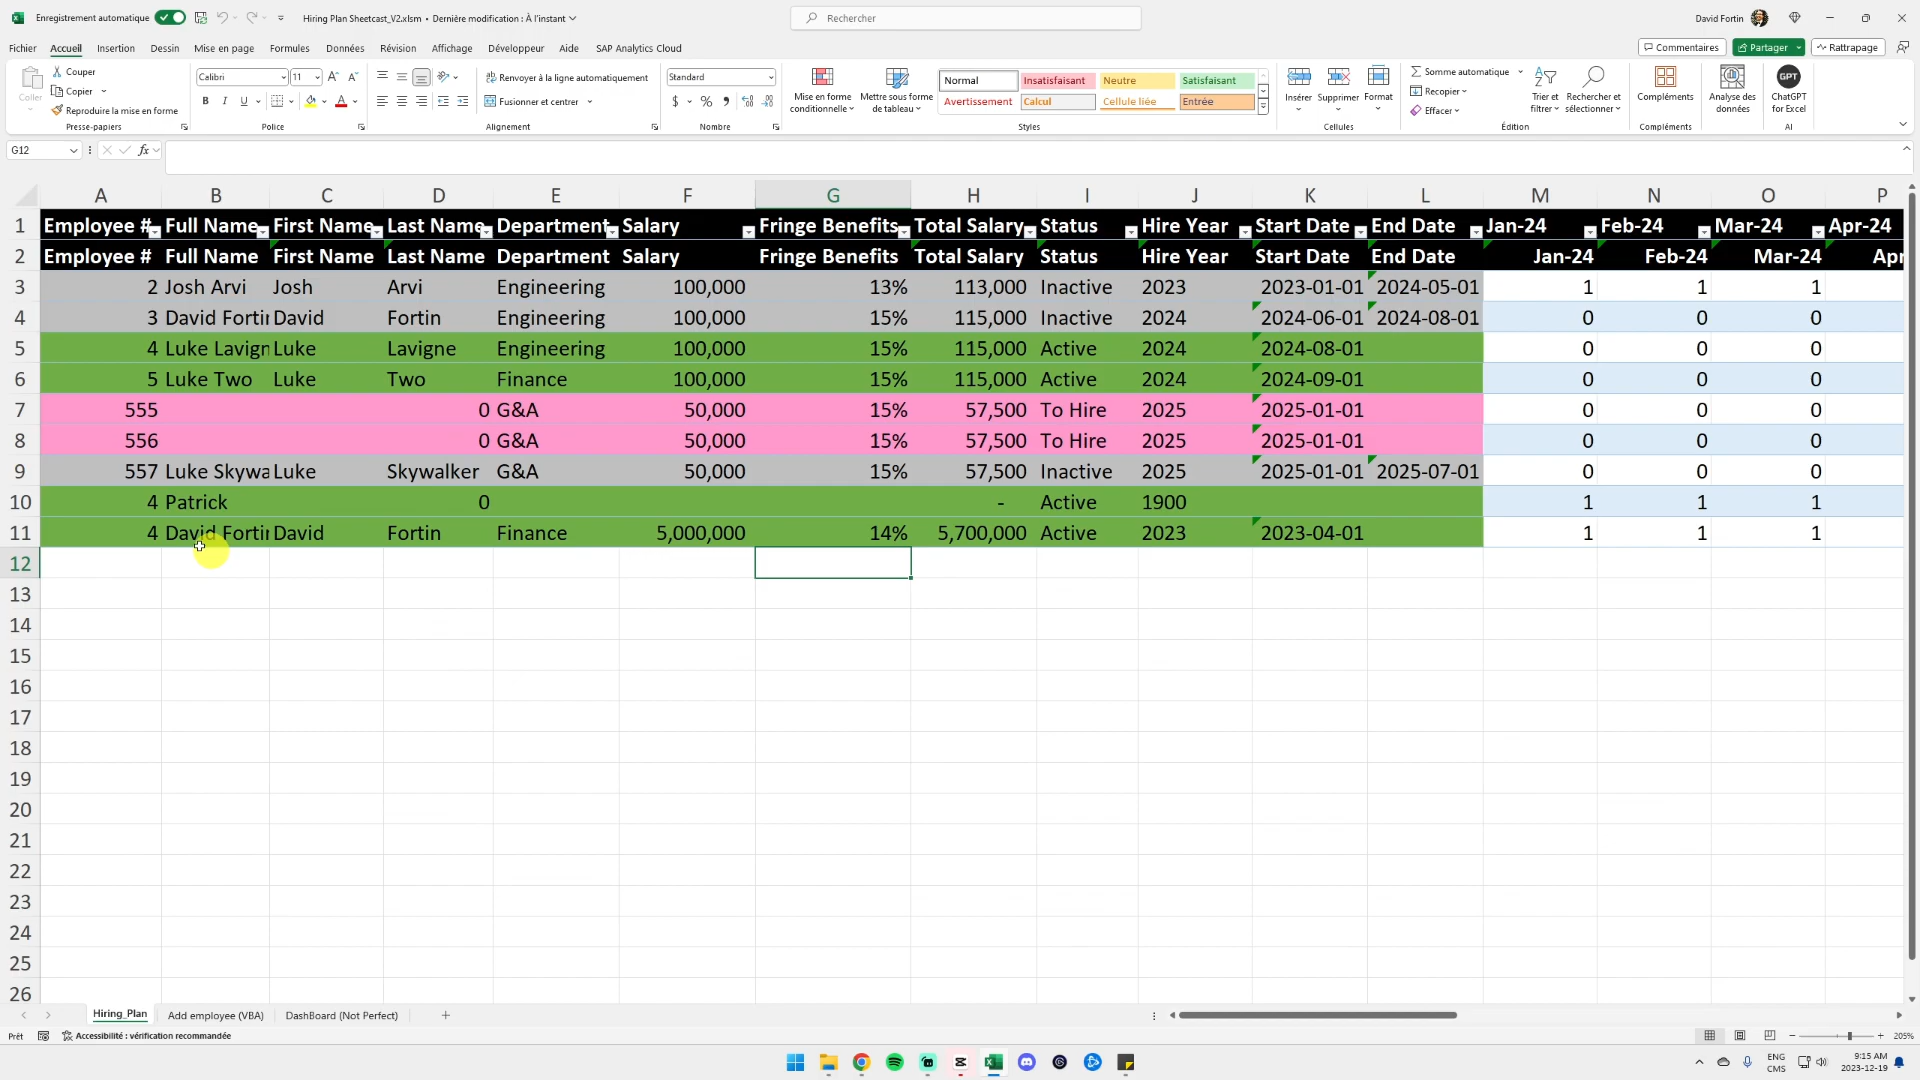 Enregistrement automatique
Hiring Plan Sheetcast_V2.xlsm • Dernière modification : À l'instant
Rechercher
David Fortin
Fichier Accueil Insertion Dessin Mise en page Formules Données Révision Affichage Développeur Aide SAP Analytics Cloud
Commentaires Partager Rattrapage
Coller
Couper
Copier
Reproduire la mise en forme
Presse-papiers
Calibri 11
Police
Renvoyer à la ligne automatiquement
Fusionner et centrer
Alignement
Standard
Nombre
Mise en forme conditionnelle
Mettre sous forme de tableau
Normal Insatisfaisant Neutre Satisfaisant
Avertissement Calcul Cellule liée Entrée
Styles
Insérer Supprimer Format
Cellules
Somme automatique
Recopier
Effacer
Trier et filtrer
Rechercher et sélectionner
Édition
Compléments
Compléments
Analyse des données
ChatGPT for Excel
AI
G12
A B C D E F G H I J K L M N O P
1 Employee # Full Name First Name Last Name Department Salary Fringe Benefits Total Salary Status Hire Year Start Date End Date Jan-24 Feb-24 Mar-24 Apr-24
2 Employee # Full Name First Name Last Name Department Salary Fringe Benefits Total Salary Status Hire Year Start Date End Date Jan-24 Feb-24 Mar-24 Apr
3 2 Josh Arvi Josh Arvi Engineering 100,000 13% 113,000 Inactive 2023 2023-01-01 2024-05-01 1 1 1
4 3 David Fortin David Fortin Engineering 100,000 15% 115,000 Inactive 2024 2024-06-01 2024-08-01 0 0 0
5 4 Luke Lavign Luke Lavigne Engineering 100,000 15% 115,000 Active 2024 2024-08-01 0 0 0
6 5 Luke Two Luke Two Finance 100,000 15% 115,000 Active 2024 2024-09-01 0 0 0
7 555 0 G&A 50,000 15% 57,500 To Hire 2025 2025-01-01 0 0 0
8 556 0 G&A 50,000 15% 57,500 To Hire 2025 2025-01-01 0 0 0
9 557 Luke Skywa Luke Skywalker G&A 50,000 15% 57,500 Inactive 2025 2025-01-01 2025-07-01 0 0 0
10 4 Patrick 0 - Active 1900 1 1 1
11 4 David Fortin David Fortin Finance 5,000,000 14% 5,700,000 Active 2023 2023-04-01 1 1 1
12
13
14
15
16
17
18
19
20
21
22
23
24
25
26
Hiring_Plan Add employee (VBA) DashBoard (Not Perfect)
Prêt Accessibilité : vérification recommandée
205%
ENG
CMS
9:15 AM
2023-12-19